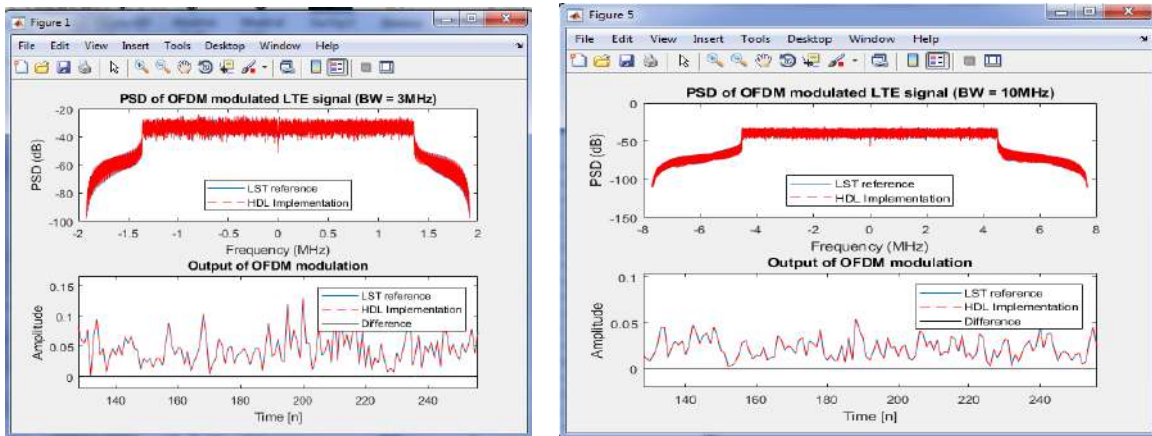 Figure 1
File Edit View Insert Tools Desktop Window Help
PSD of OFDM modulated LTE signal (BW = 3MHz)
-20
-40
-60
-80
-100
PSD (dB)
LST reference
HDL Implementation
-2 -1.5 -1 -0.5 0 0.5 1 1.5 2
Frequency (MHz)
Output of OFDM modulation
0.15
0.1
0.05
0
Amplitude
LST reference
HDL Implementation
Difference
140 160 180 200 220 240
Time [n]
Figure 5
File Edit View Insert Tools Desktop Window Help
PSD of OFDM modulated LTE signal (BW = 10MHz)
0
-50
-100
-150
PSD (dB)
LST reference
HDL Implementation
-8 -6 -4 -2 0 2 4 6 8
Frequency (MHz)
Output of OFDM modulation
0.1
0.05
0
Amplitude
LST reference
HDL Implementation
Difference
140 160 180 200 220 240
Time [n]